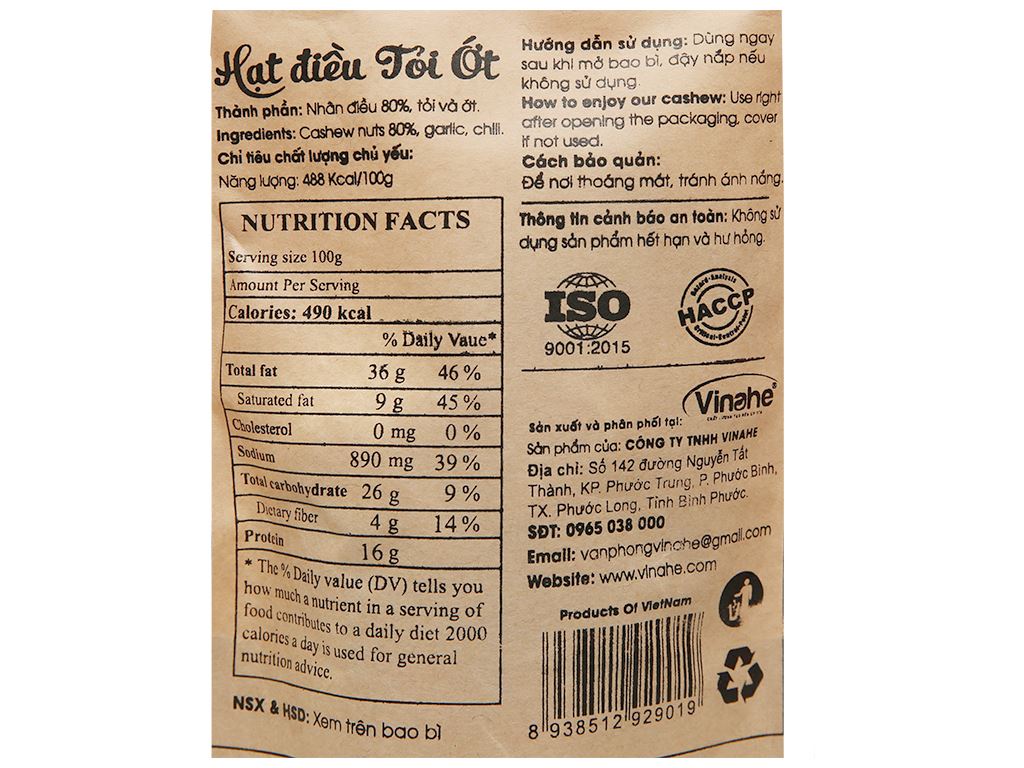 Hạt điều Tỏi Ớt
Thành phần: Nhân điều 80%, tỏi và ớt.
Ingredients: Cashew nuts 80%, garlic, chili.
Chỉ tiêu chất lượng chủ yếu:
Năng lượng: 488 Kcal/100g
NUTRITION FACTS
Serving size 100g
Amount Per Serving
Calories: 490 kcal
% Daily Vaue*
Total fat 36 g 46 %
Saturated fat 9 g 45 %
Cholesterol 0 mg 0 %
Sodium 890 mg 39 %
Total carbohydrate 26 g 9 %
Dietary fiber 4 g 14 %
Protein 16 g
* The % Daily value (DV) tells you
how much a nutrient in a serving of
food contributes to a daily diet 2000
calories a day is used for general
nutrition advice.
NSX & HSD: Xem trên bao bì
Hướng dẫn sử dụng: Dùng ngay
sau khi mở bao bì, đậy nắp nếu
không sử dụng.
How to enjoy our cashew: Use right
after opening the packaging, cover
if not used.
Cách bảo quản:
Để nơi thoáng mát, tránh ánh nắng.
Thông tin cảnh báo an toàn: Không sử
dụng sản phẩm hết hạn và hư hỏng.
ISO
9001:2015
Hazard-Analysis
HACCP
Critical-Control-Point
Vinahe®
Sản xuất và phân phối tại:
Sản phẩm của: CÔNG TY TNHH VINAHE
Địa chỉ: Số 142 đường Nguyễn Tất
Thành, KP. Phước Trung, P. Phước Bình,
TX. Phước Long, Tỉnh Bình Phước.
SĐT: 0965 038 000
Email: vanphongvinahe@gmail.com
Website: www.vinahe.com
Products Of VietNam
8 938512 929019